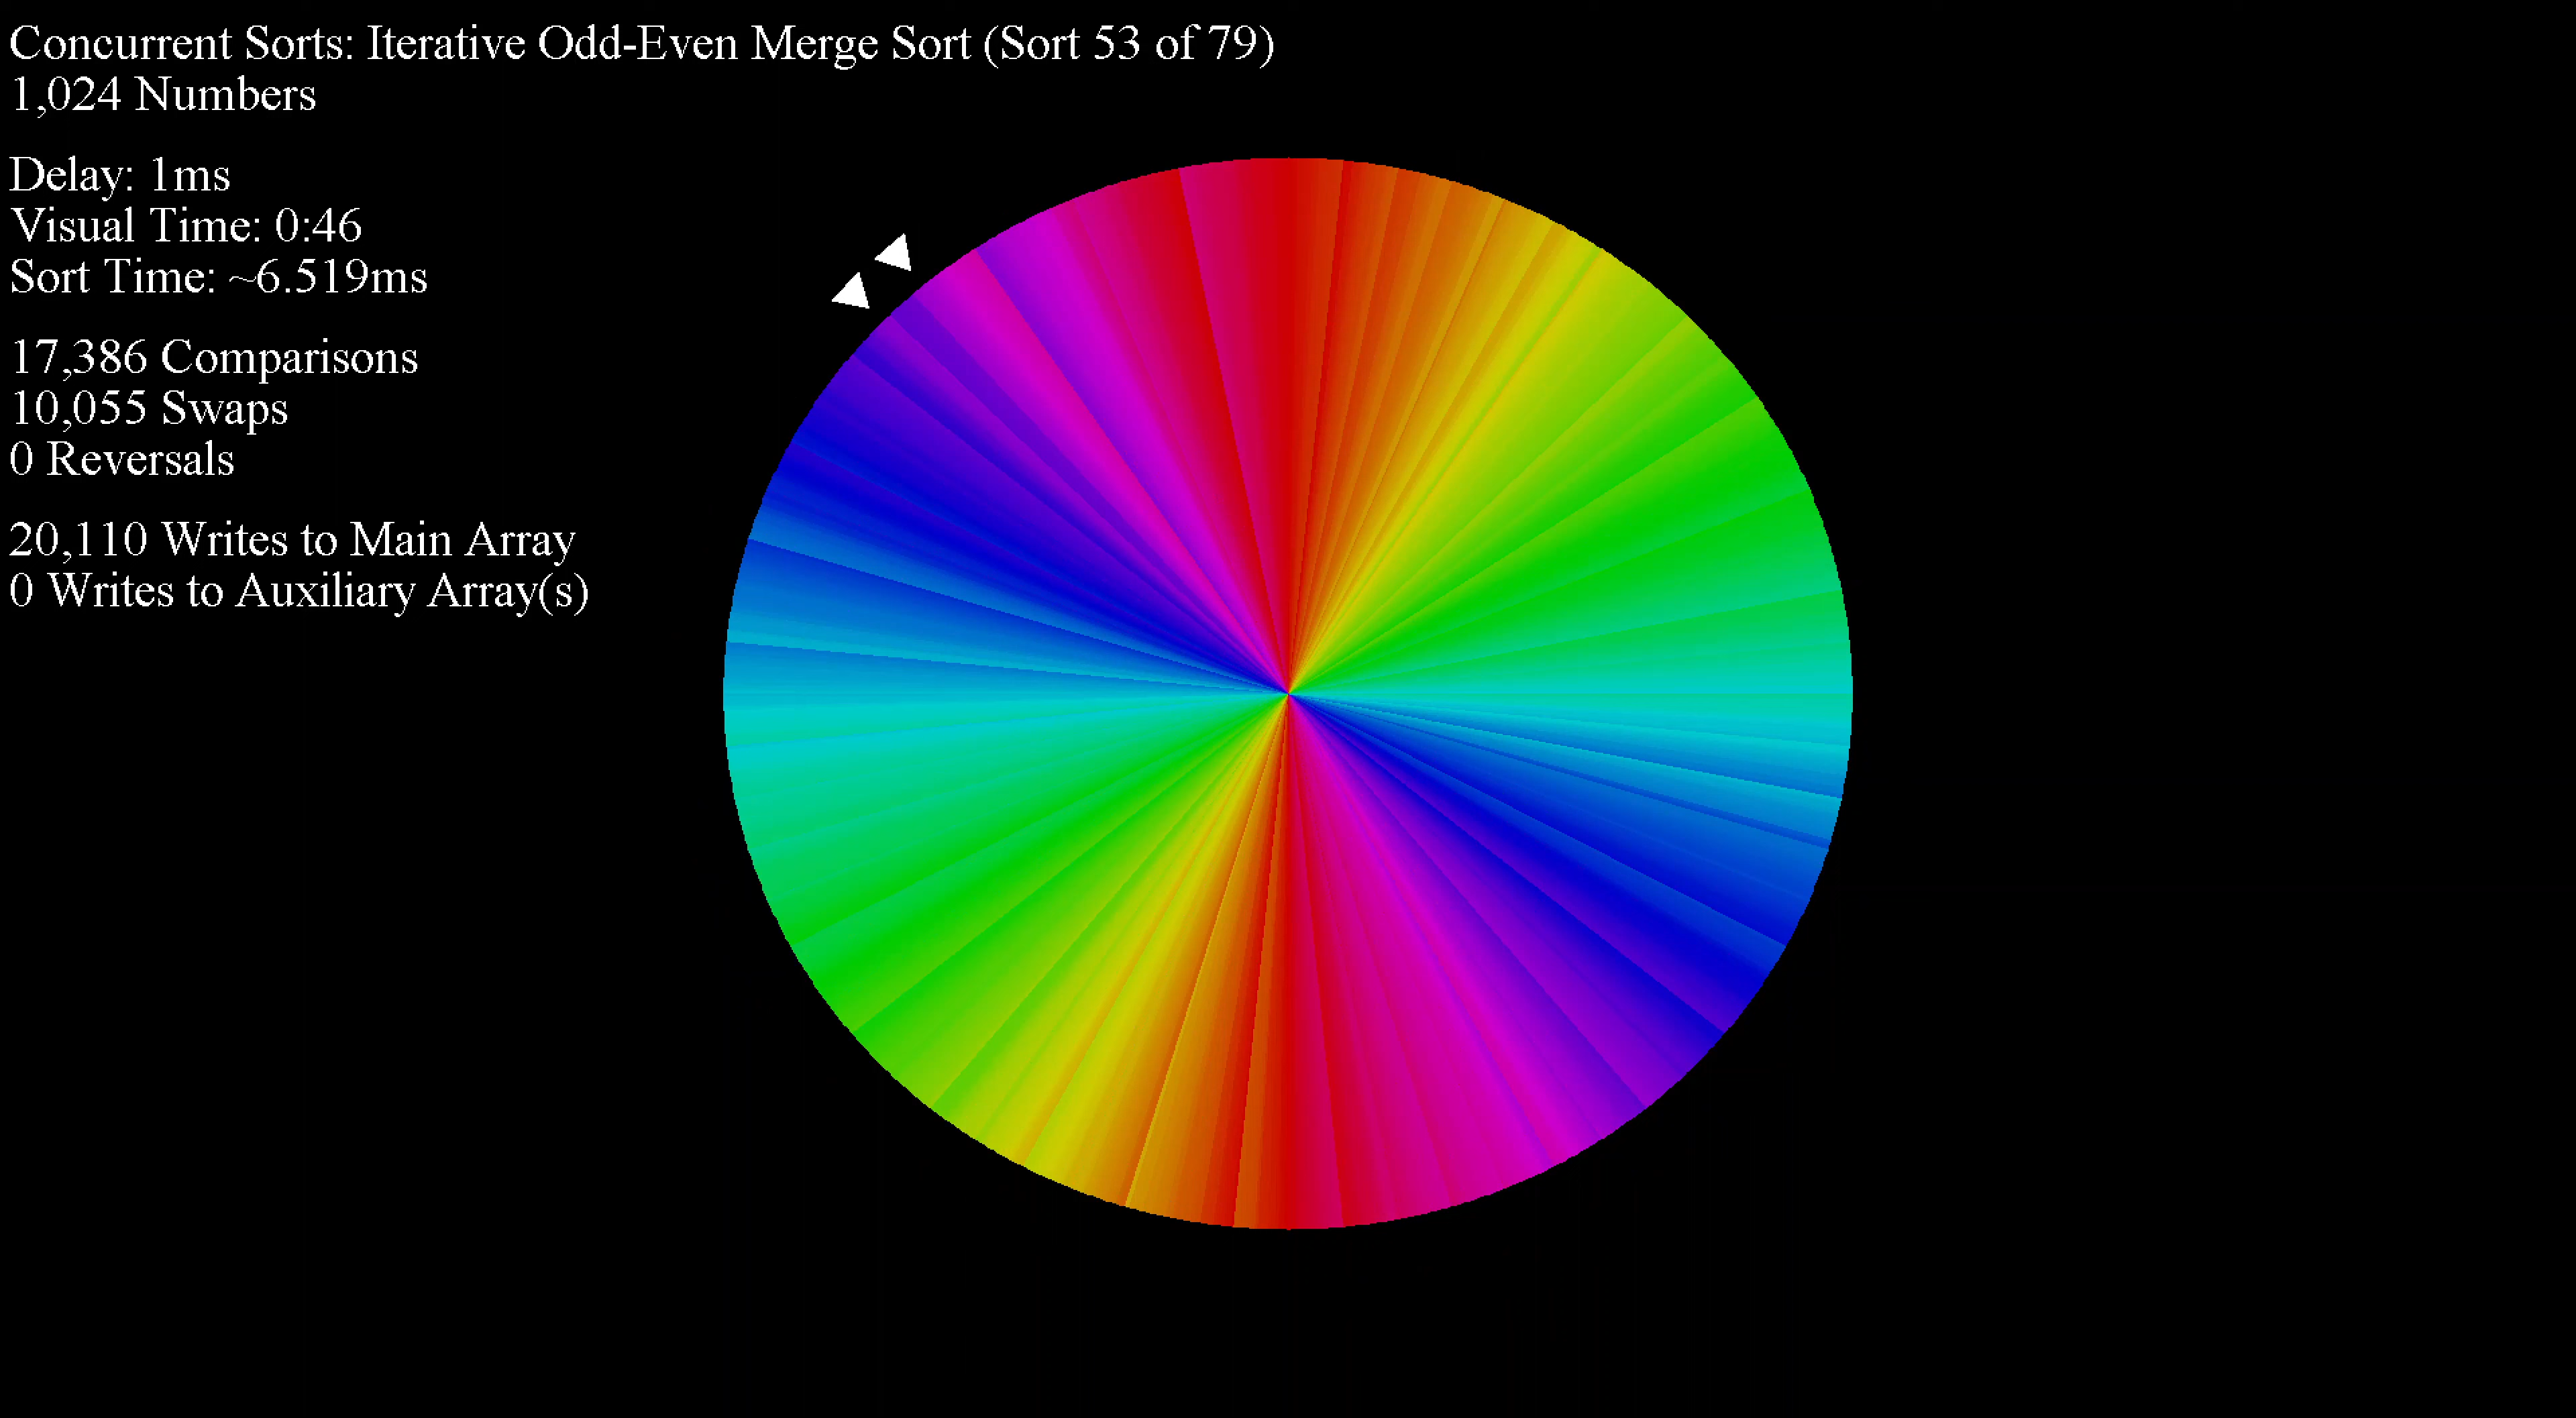 Concurrent Sorts: Iterative Odd-Even Merge Sort (Sort 53 of 79)
1,024 Numbers
Delay: 1ms
Visual Time: 0:46
Sort Time: ~6.519ms
17,386 Comparisons
10,055 Swaps
0 Reversals
20,110 Writes to Main Array
0 Writes to Auxiliary Array(s)